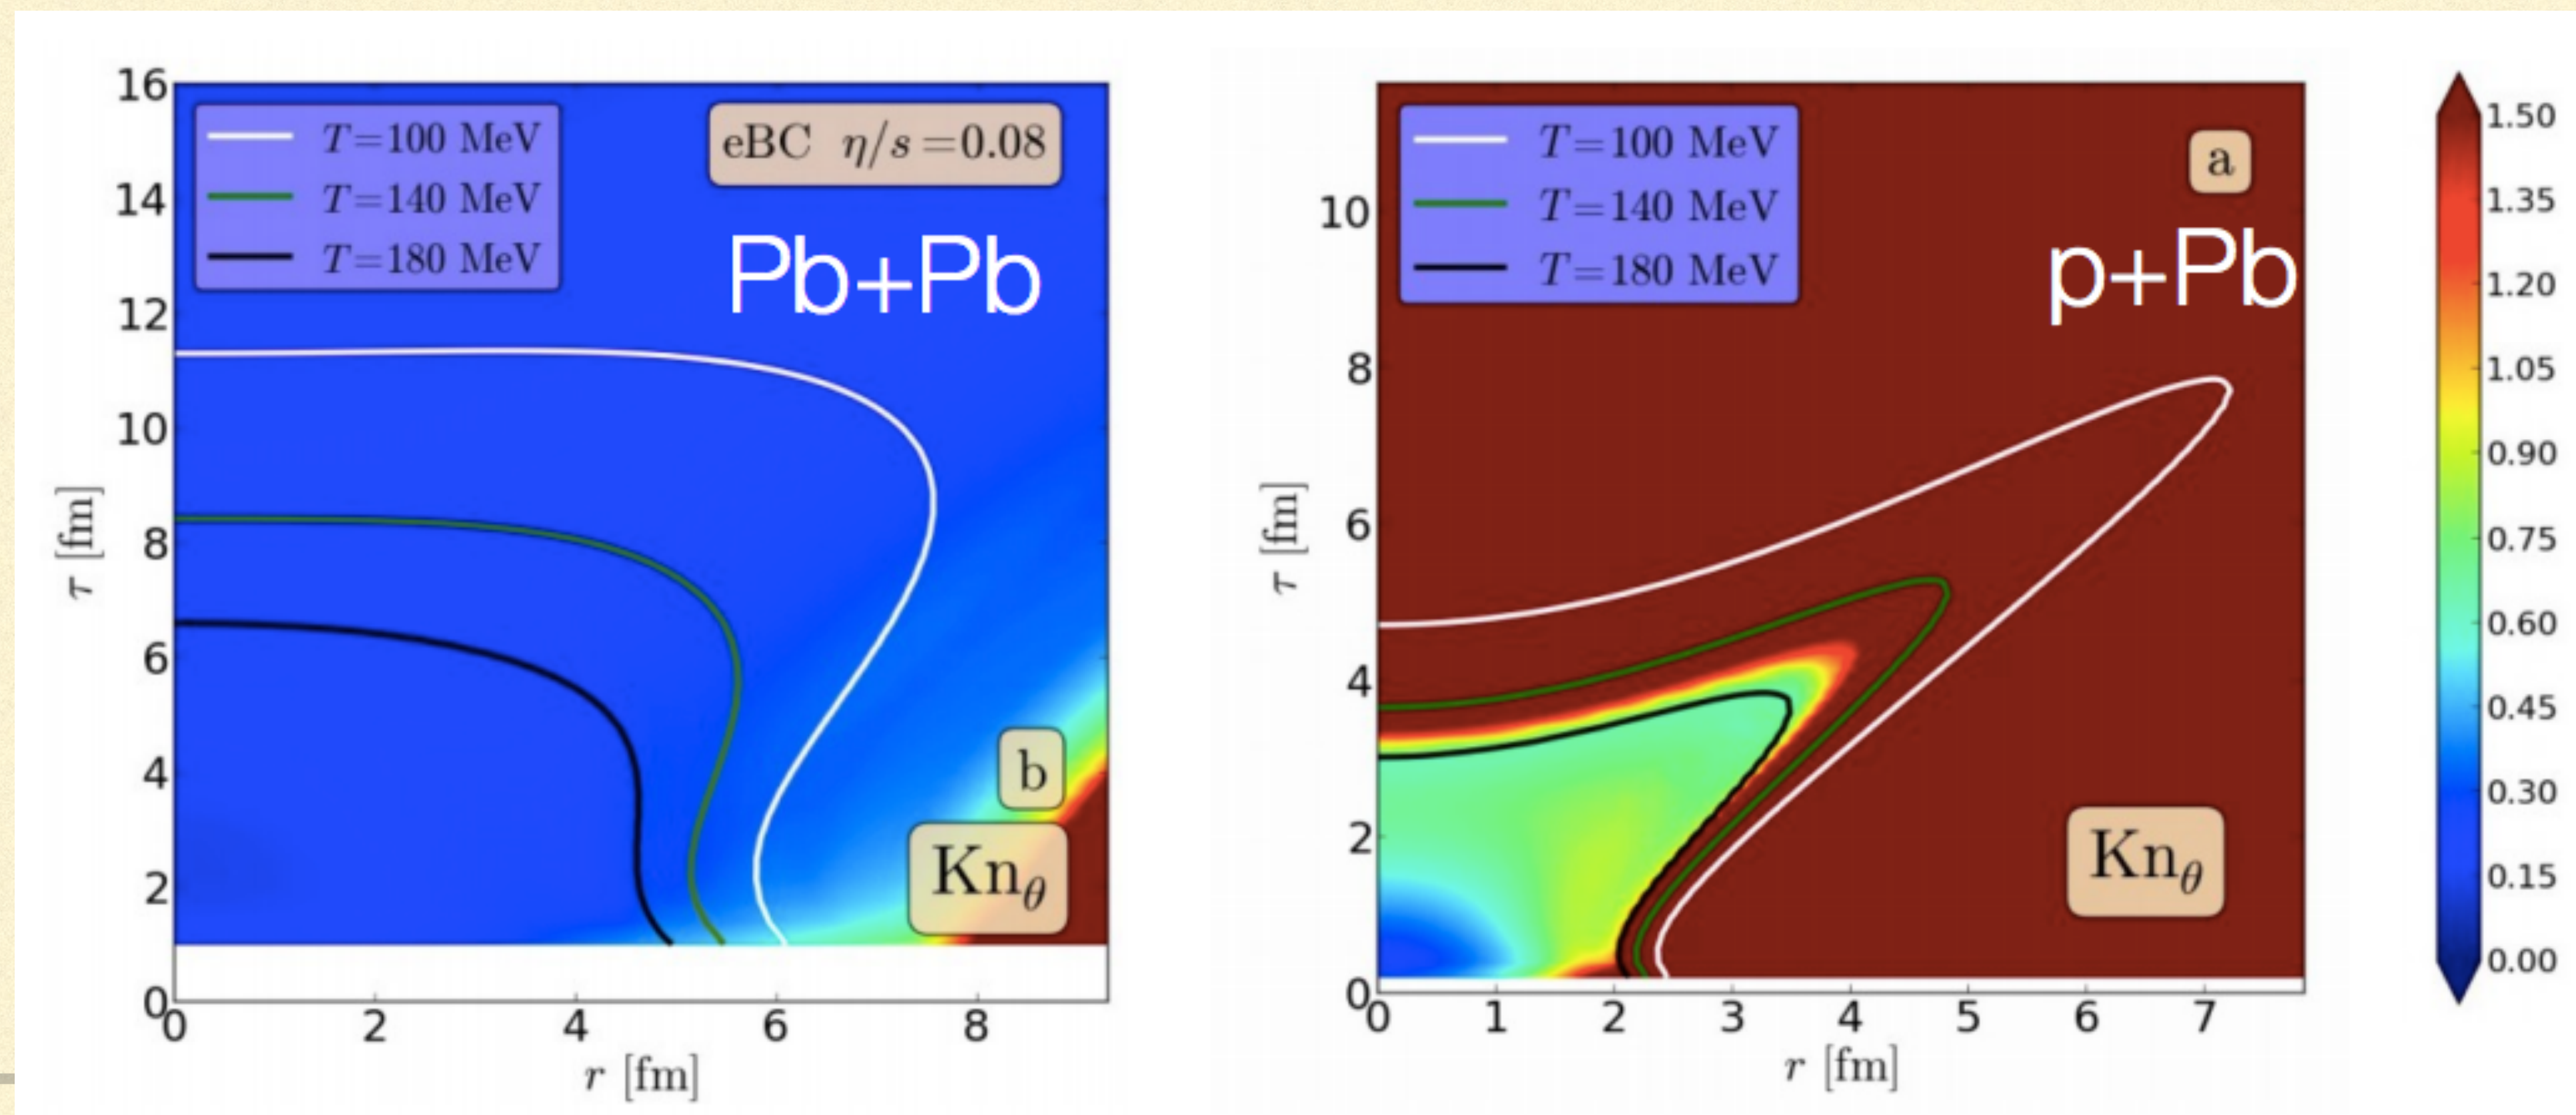 16
14
12
10
8
6
4
2
0
τ [fm]
T=100 MeV
T=140 MeV
T=180 MeV
eBC η/s=0.08
Pb+Pb
b
Kn_θ
0 2 4 6 8
r [fm]
10
8
6
4
2
0
τ [fm]
T=100 MeV
T=140 MeV
T=180 MeV
a
p+Pb
Kn_θ
0 1 2 3 4 5 6 7
r [fm]
1.50
1.35
1.20
1.05
0.90
0.75
0.60
0.45
0.30
0.15
0.00